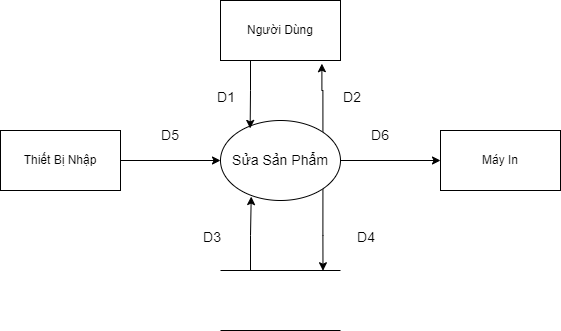 Người Dùng
D1
D2
Thiết Bị Nhập
D5
Sửa Sản Phẩm
D6
Máy In
D3
D4